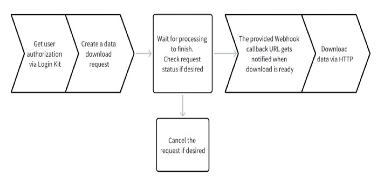 Get user
authorization
via Login Kit
Create a data
download
request
Wait for processing
to finish.
Check request
status if desired
The provided Webhook
callback URL gets
notified when
download is ready
Download
data via HTTP
Cancel the
request if desired